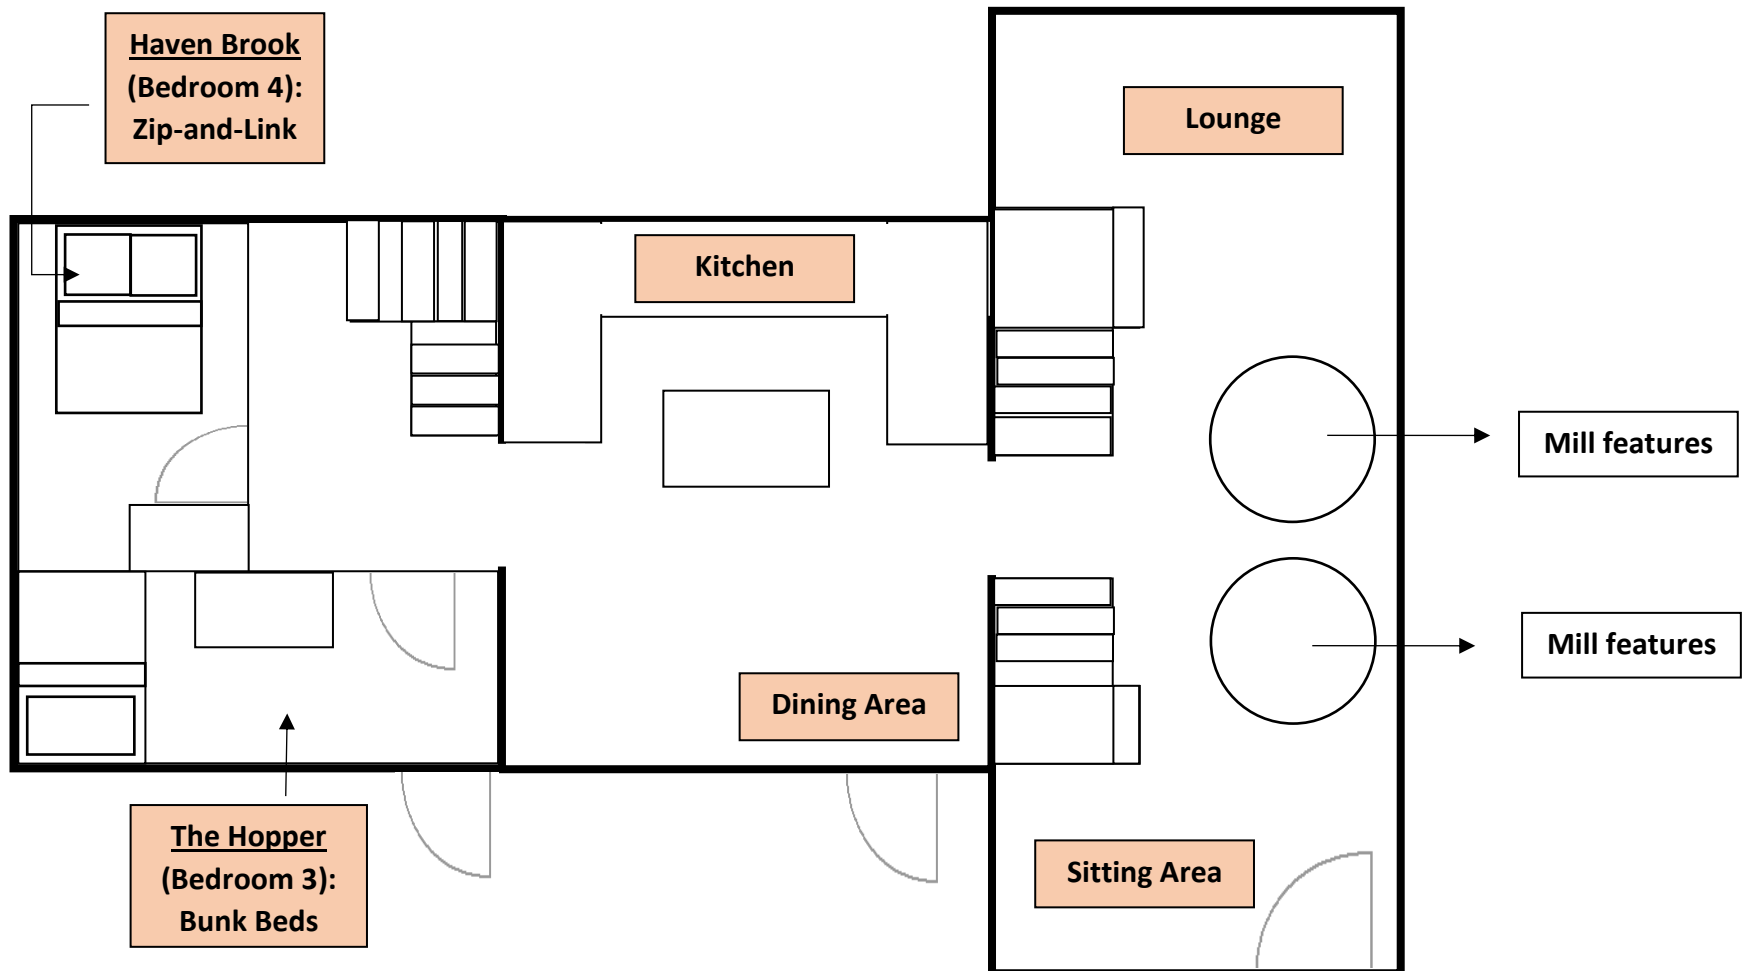 Haven Brook
(Bedroom 4):
Zip-and-Link
Lounge
Kitchen
Mill features
Mill features
Dining Area
The Hopper
(Bedroom 3):
Bunk Beds
Sitting Area